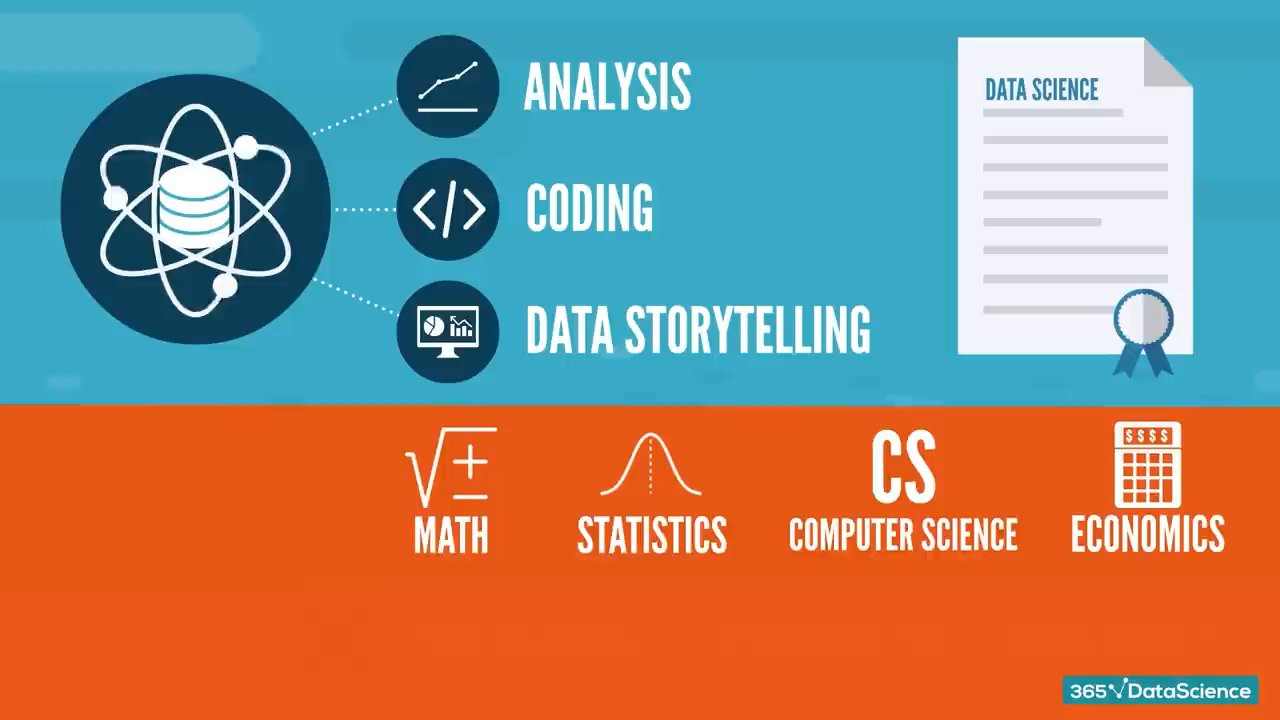 ANALYSIS
CODING
DATA STORYTELLING
DATA SCIENCE
MATH
STATISTICS
CS
COMPUTER SCIENCE
$$$$
ECONOMICS
365 DataScience